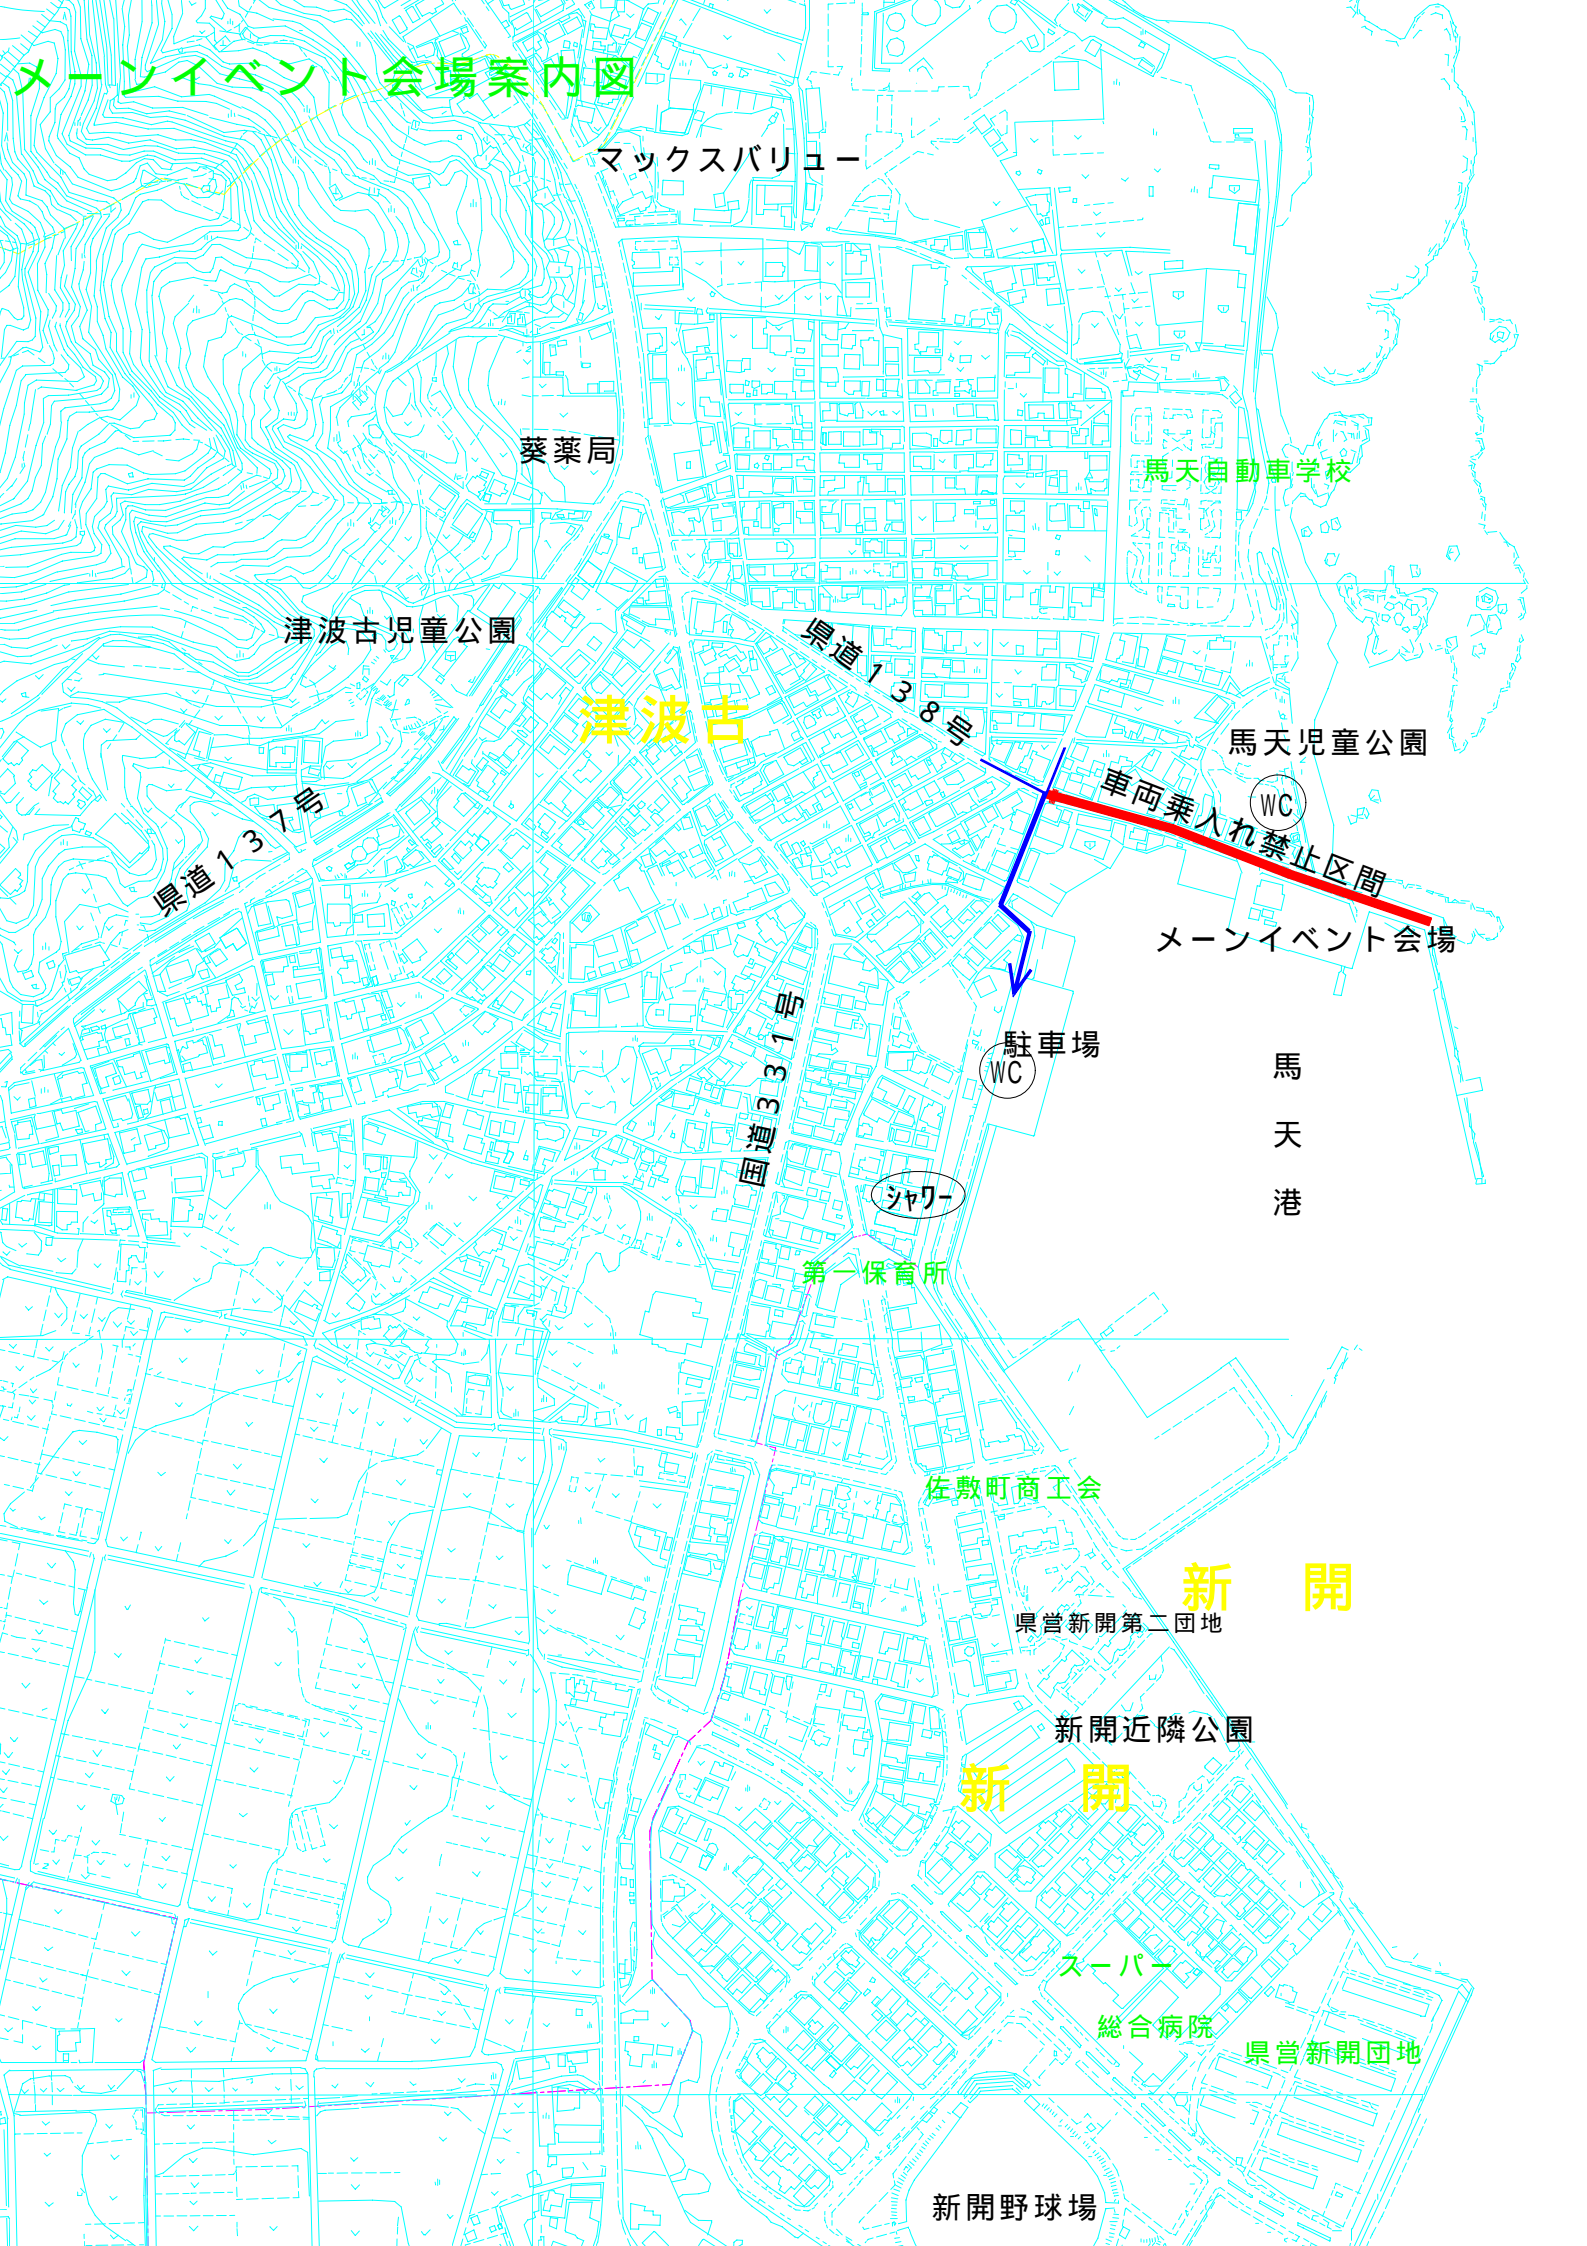 メーンイベント会場案内図
マックスバリュー
葵薬局
馬天自動車学校
津波古児童公園
県道138号
津波古
馬天児童公園
WC
車両乗入れ禁止区間
県道137号
メーンイベント会場
国道331号
駐車場
WC
馬天港
シャワー
第一保育所
佐敷町商工会
新 開
県営新開第二団地
新開近隣公園
新 開
スーパー
総合病院
県営新開団地
新開野球場